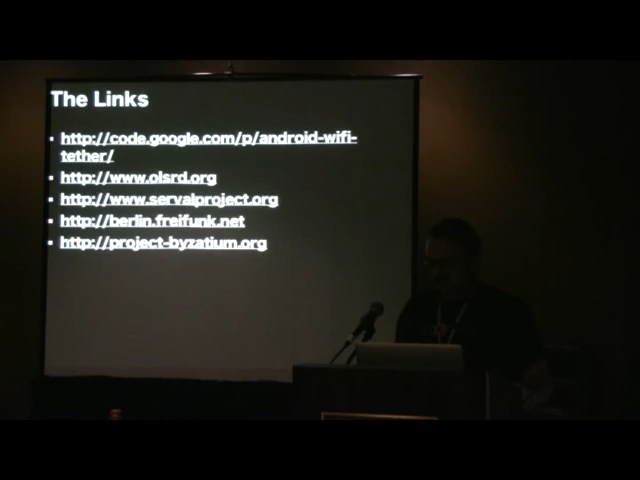 The Links
http://code.google.com/p/android-wifi-
tether/
http://www.olsrd.org
http://www.servalproject.org
http://berlin.freifunk.net
http://project-byzatium.org